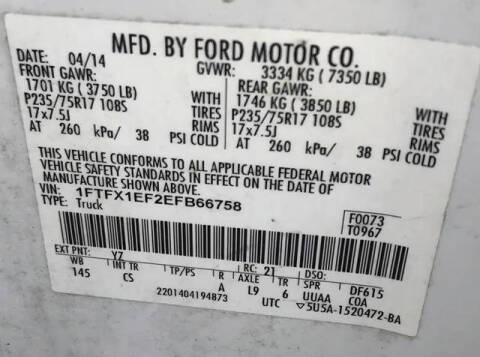 MFD. BY FORD MOTOR CO.
DATE: 04/14 GVWR: 3334 KG ( 7350 LB)
FRONT GAWR: REAR GAWR:
1701 KG ( 3750 LB) WITH 1746 KG ( 3850 LB) WITH
P235/75R17 108S TIRES P235/75R17 108S TIRES
17x7.5J RIMS 17x7.5J RIMS
AT 260 kPa/ 38 PSI COLD AT 260 kPa/ 38 PSI COLD
THIS VEHICLE CONFORMS TO ALL APPLICABLE FEDERAL MOTOR
VEHICLE SAFETY STANDARDS IN EFFECT ON THE DATE OF
MANUFACTURE SHOWN ABOVE.
VIN: 1FTFX1EF2EFB66758 F0073
TYPE: Truck T0967
EXT PNT: YZ RC: 21 DSO:
WB INT TR TP/PS R AXLE TR SPR DF615
145 CS A L9 6 UUAA COA
2201404194873 UTC ▽5U5A-1520472-BA